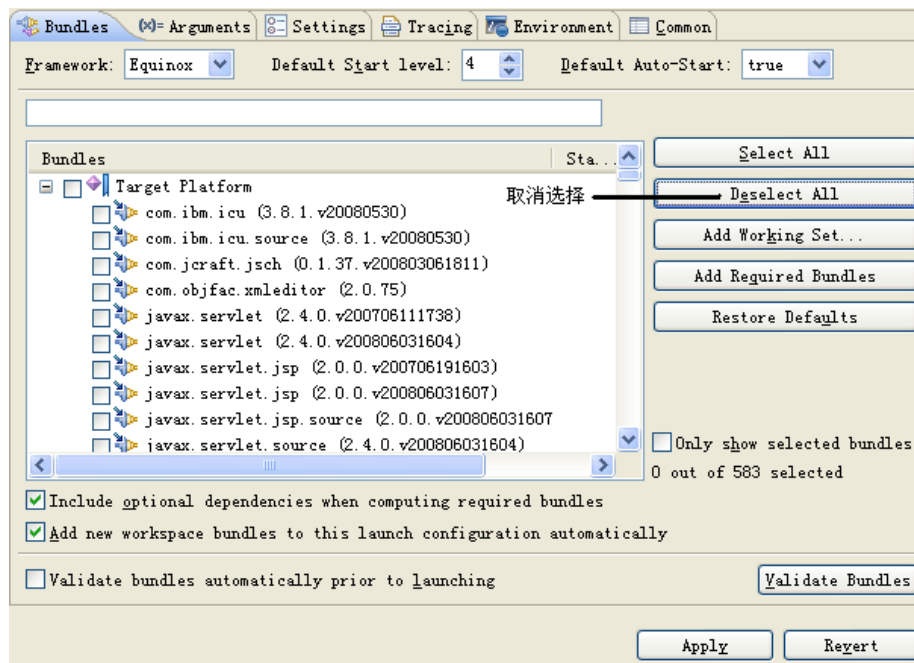 Bundles (x)= Arguments Settings Tracing Environment Common
Framework: Equinox Default Start level: 4 Default Auto-Start: true
Bundles Sta...
Select All
Target Platform
取消选择
Deselect All
com.ibm.icu (3.8.1.v20080530)
com.ibm.icu.source (3.8.1.v20080530)
Add Working Set...
com.jcraft.jsch (0.1.37.v200803061811)
Add Required Bundles
com.objfac.xmleditor (2.0.75)
javax.servlet (2.4.0.v200706111738)
Restore Defaults
javax.servlet (2.4.0.v200806031604)
javax.servlet.jsp (2.0.0.v200706191603)
javax.servlet.jsp (2.0.0.v200806031607)
javax.servlet.jsp.source (2.0.0.v200806031607
javax.servlet.source (2.4.0.v200806031604)
Only show selected bundles
0 out of 583 selected
Include optional dependencies when computing required bundles
Add new workspace bundles to this launch configuration automatically
Validate bundles automatically prior to launching
Validate Bundles
Apply Revert